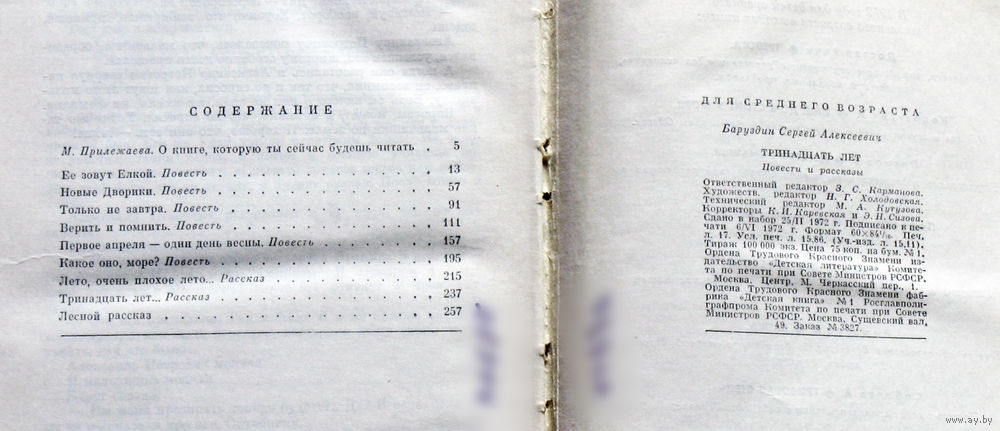 СОДЕРЖАНИЕ
М. Прилежаева. О книге, которую ты сейчас будешь читать . 5
Ее зовут Елкой. Повесть . . . . . . . . . . . . 13
Новые Дворики. Повесть . . . . . . . . . . . . 57
Только не завтра. Повесть . . . . . . . . . . . 91
Верить и помнить. Повесть . . . . . . . . . . . 111
Первое апреля — один день весны. Повесть . . . . . . 157
Какое оно, море? Повесть . . . . . . . . . . . 195
Лето, очень плохое лето... Рассказ . . . . . . . . . 215
Тринадцать лет... Рассказ . . . . . . . . . . . 237
Лесной рассказ . . . . . . . . . . . . . . 257
ДЛЯ СРЕДНЕГО ВОЗРАСТА
Баруздин Сергей Алексеевич
ТРИНАДЦАТЬ ЛЕТ
Повести и рассказы
Ответственный редактор З. С. Карманова.
Художеств. редактор Н. Г. Холодовская.
Технический редактор М. А. Кутузова.
Корректоры К. И. Каревская и Э. Н. Сизова.
Сдано в набор 25/II 1972 г. Подписано к пе-
чати 6/VI 1972 г. Формат 60×84¹/₁₆. Печ.
л. 17. Усл. печ. л. 15,86. (Уч.-изд. л. 15,11).
Тираж 100 000 экз. Цена 75 коп. на бум. № 1.
Ордена Трудового Красного Знамени из-
дательство «Детская литература» Комите-
та по печати при Совете Министров РСФСР.
Москва, Центр, М. Черкасский пер., 1.
Ордена Трудового Красного Знамени фаб-
рика «Детская книга» № 1 Росглавполи-
графпрома Комитета по печати при Совете
Министров РСФСР. Москва, Сущевский вал,
49. Заказ № 3827.
www.ay.by